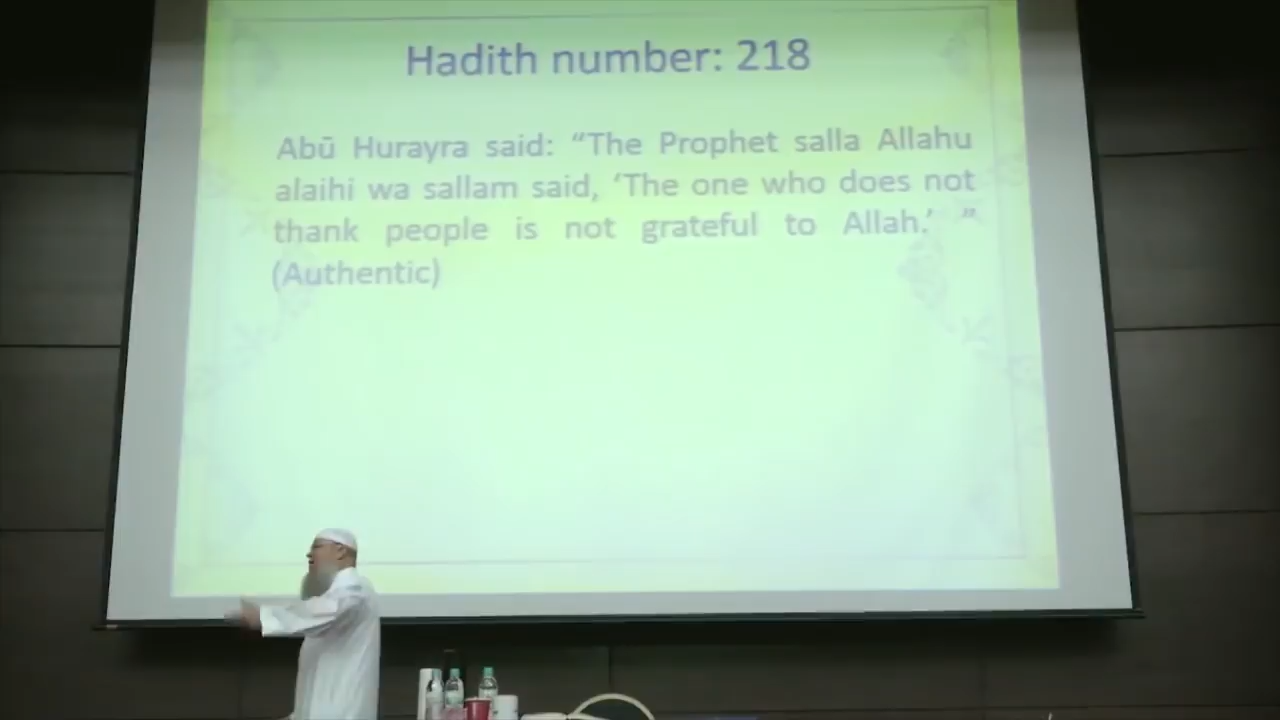 Hadith number: 218
Abū Hurayra said: “The Prophet salla Allahu
alaihi wa sallam said, ‘The one who does not
thank people is not grateful to Allah.’ ”
(Authentic)